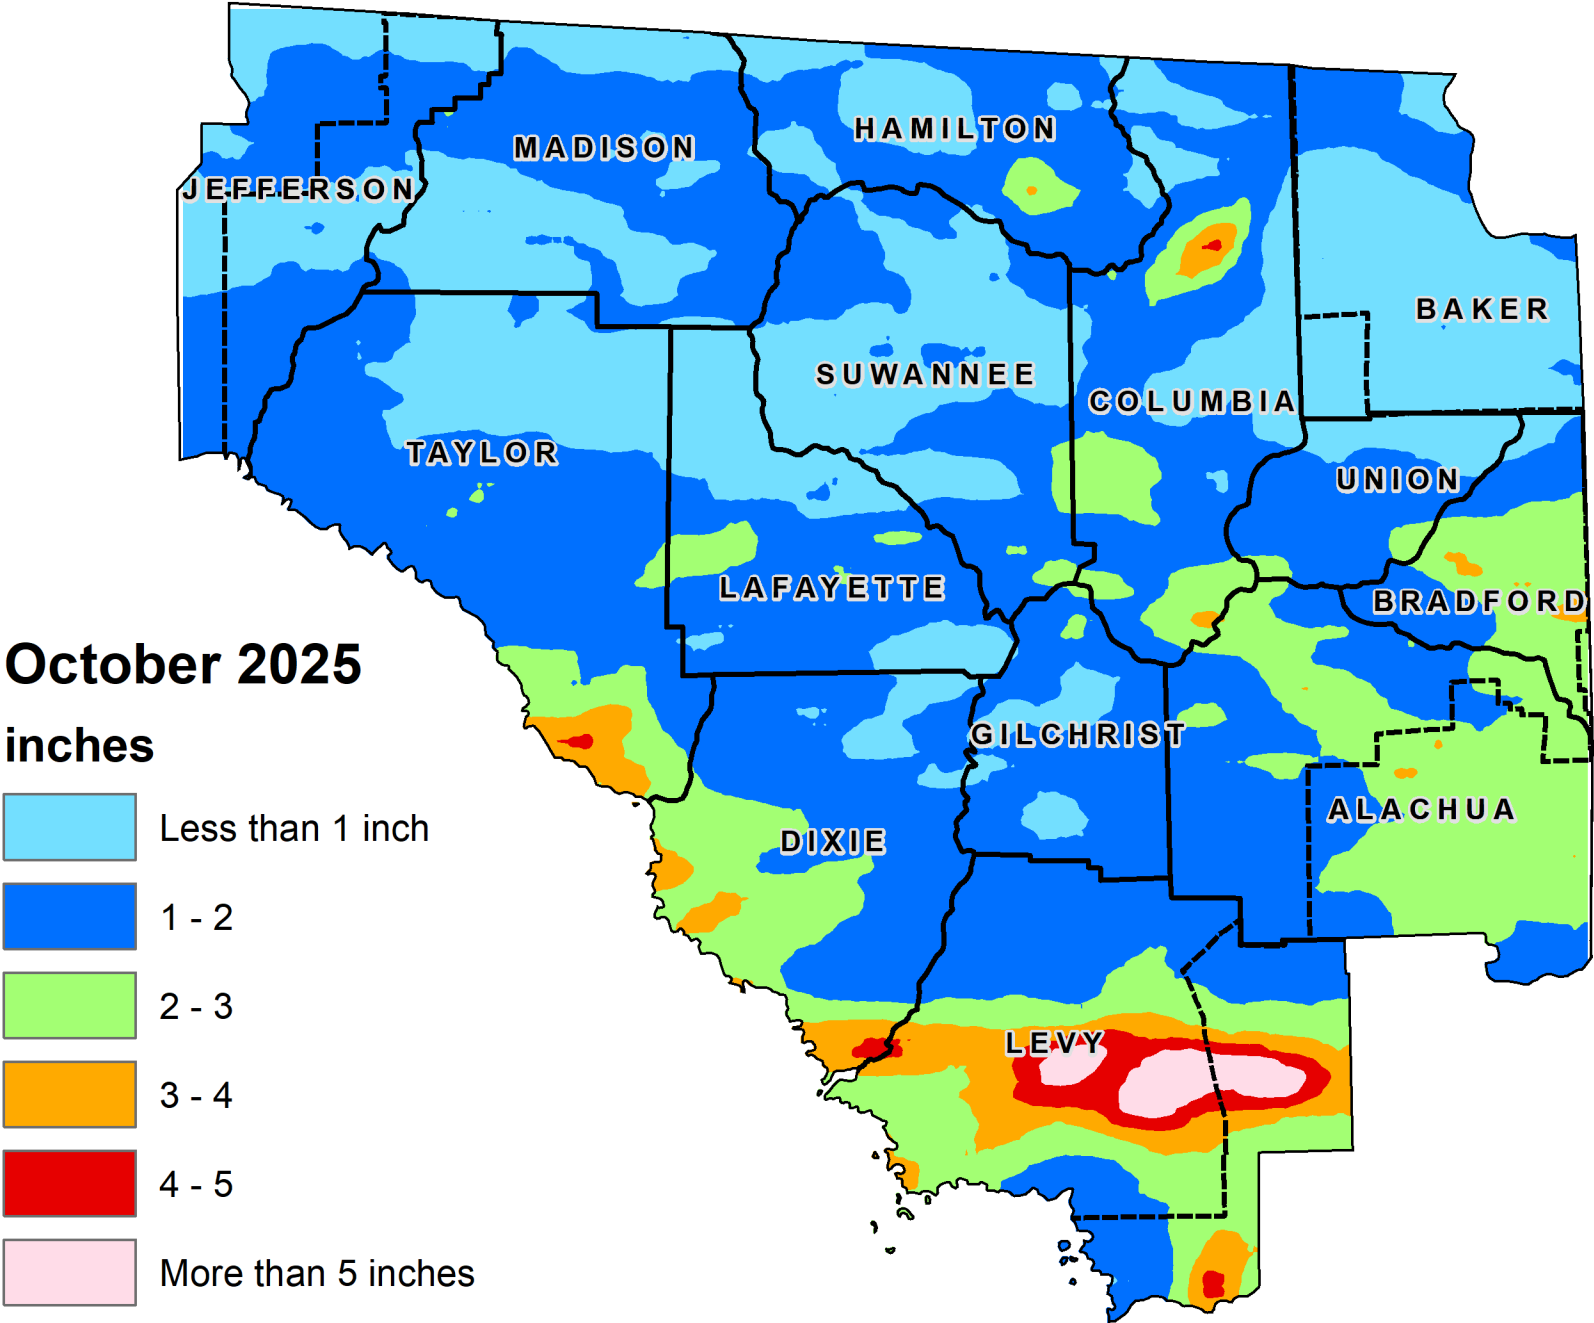 HAMILTON
MADISON
JEFFERSON
BAKER
SUWANNEE
COLUMBIA
TAYLOR
UNION
LAFAYETTE
BRADFORD
GILCHRIST
ALACHUA
DIXIE
LEVY
October 2025
inches
Less than 1 inch
1 - 2
2 - 3
3 - 4
4 - 5
More than 5 inches